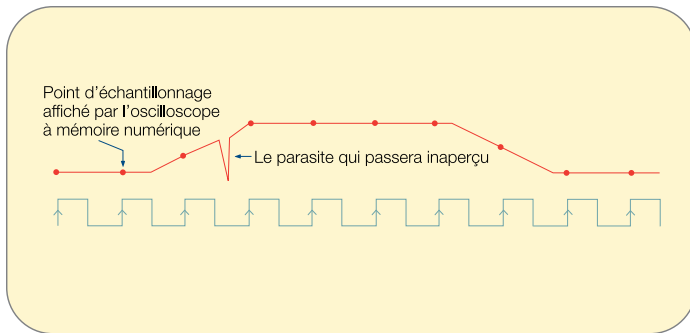 Point d’échantillonnage
affiché par l’oscilloscope
à mémoire numérique
Le parasite qui passera inaperçu